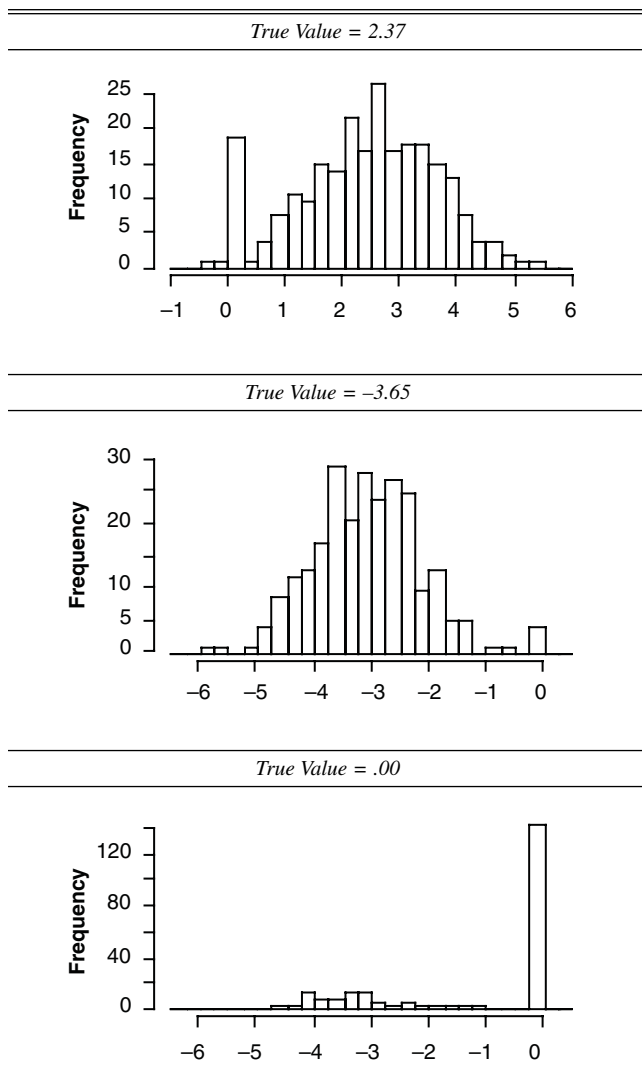 True Value = 2.37
25
20
15
10
5
0
Frequency
–1 0 1 2 3 4 5 6
True Value = –3.65
30
20
10
5
0
Frequency
–6 –5 –4 –3 –2 –1 0
True Value = .00
120
80
40
0
Frequency
–6 –5 –4 –3 –2 –1 0